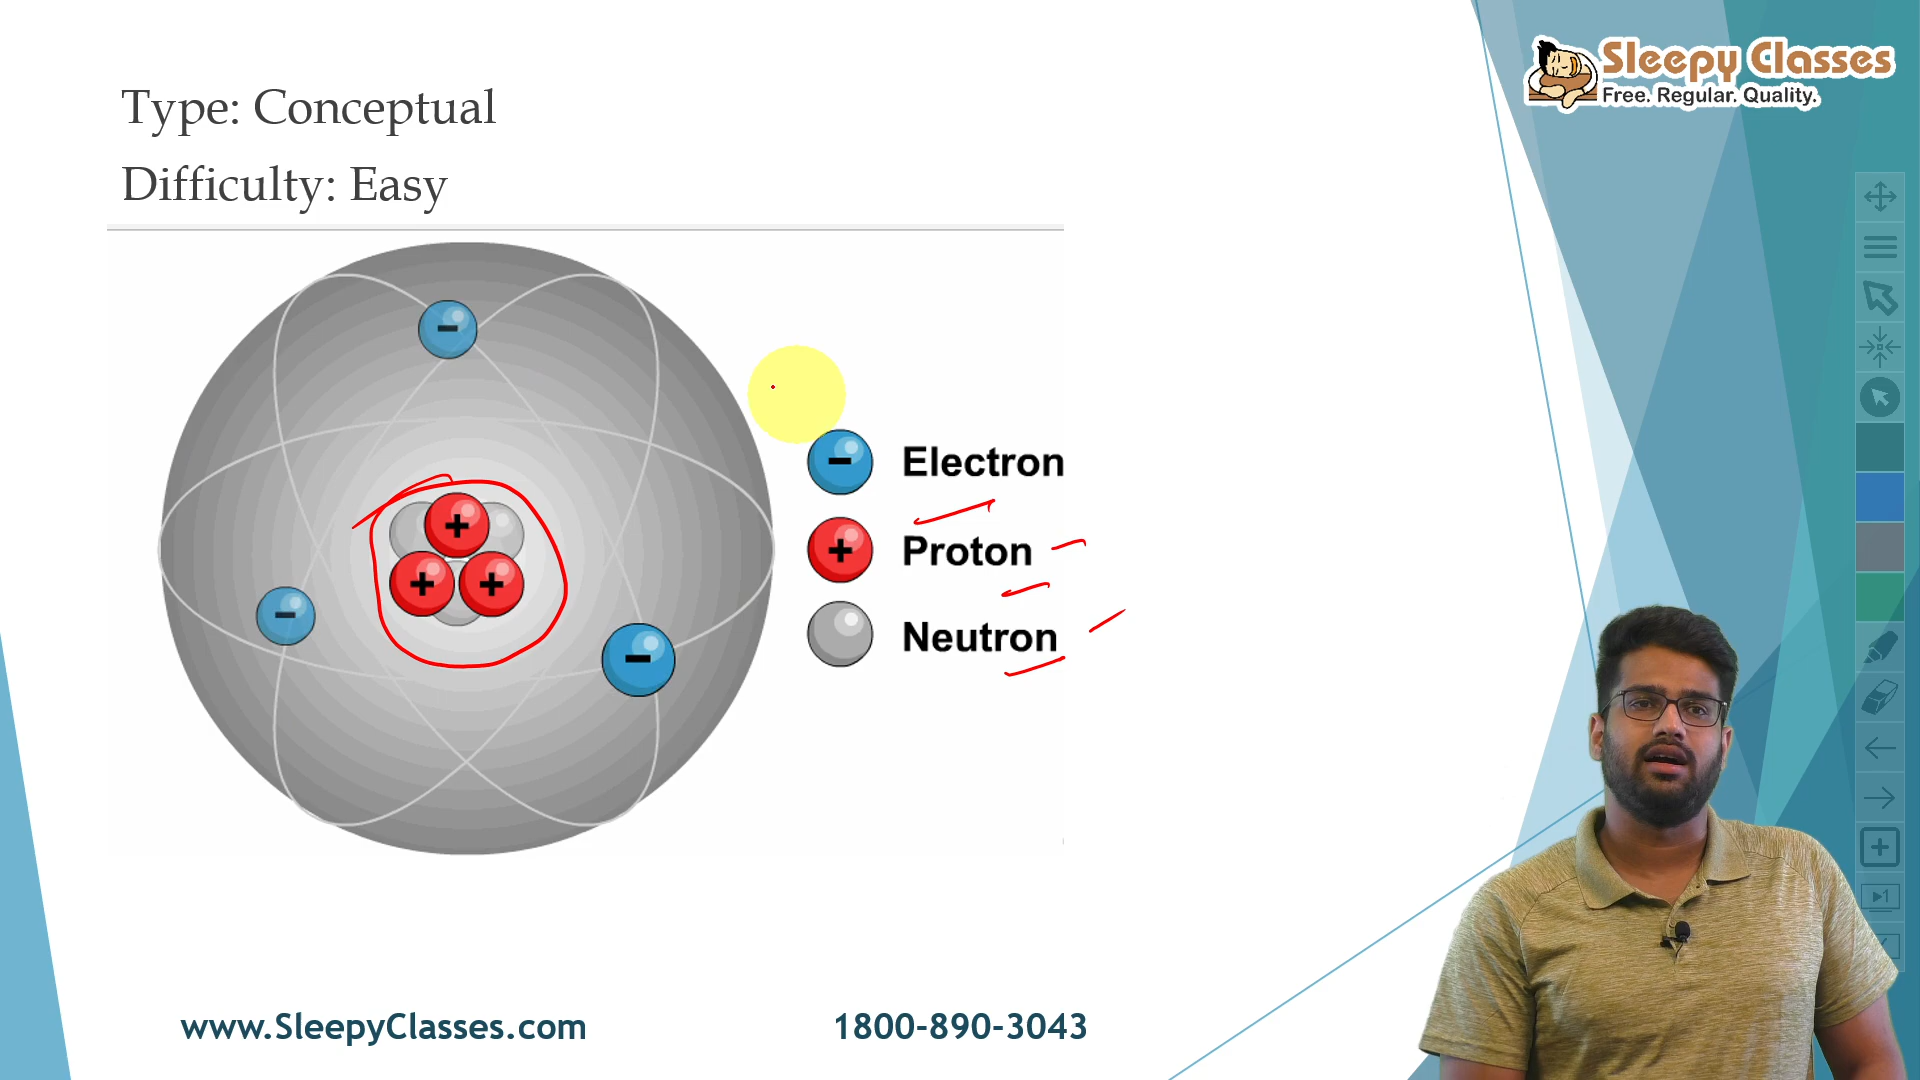 Type: Conceptual
Difficulty: Easy
Sleepy Classes
Free. Regular. Quality.
Electron
Proton
Neutron
www.SleepyClasses.com
1800-890-3043